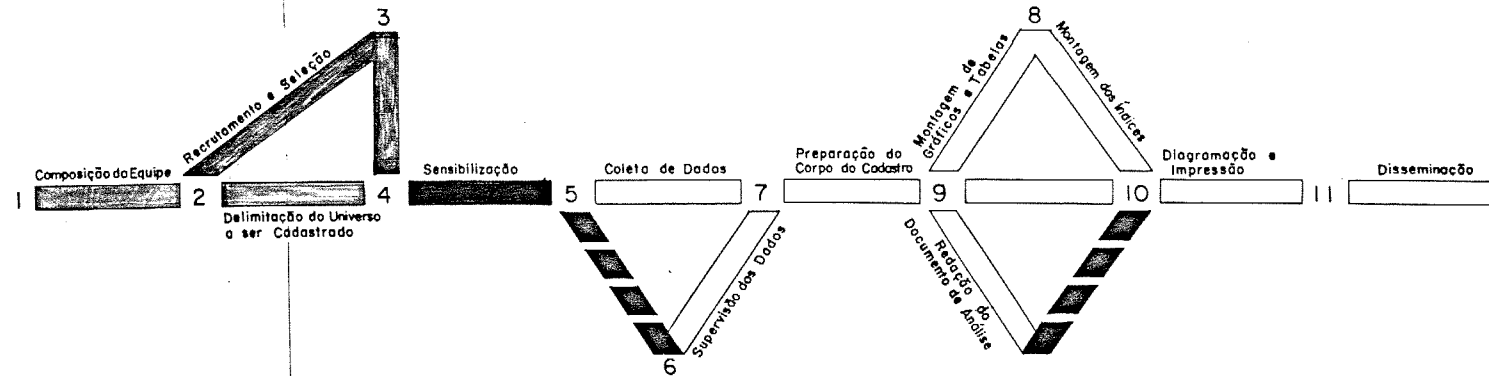 3
8
Recrutamento e Seleção
Montagem de
Gráficos e Tabelas
Montagem dos Índices
1
Composição da Equipe
2
4
Sensibilização
5
Coleta de Dados
7
Preparação do
Corpo do Cadastro
9
10
Diagramação e
Impressão
11
Disseminação
Delimitação do Universo
a ser Cadastrado
Supervisão dos Dados
6
Redação do
Documento de Análise